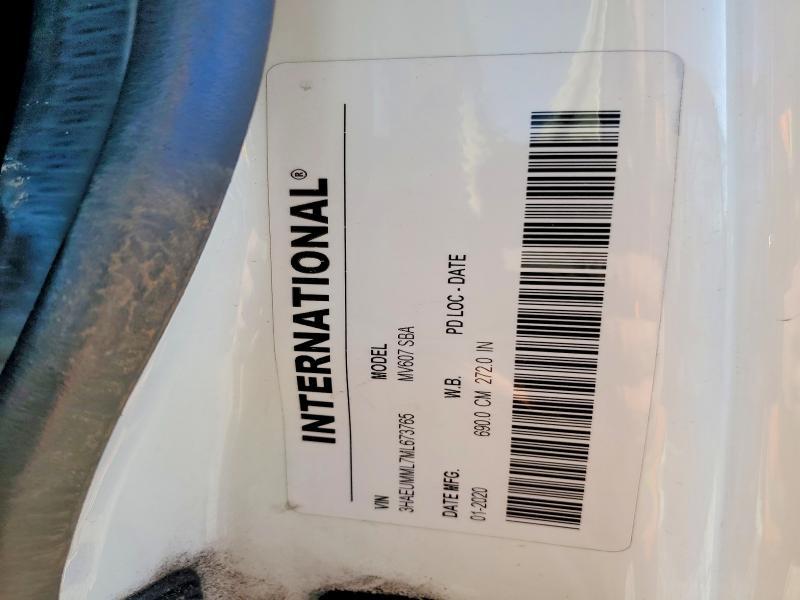 INTERNATIONAL®
VIN MODEL
3HAEUMML7ML673765 MV607 SBA
DATE MFG. W.B. PD LOC - DATE
01-2020 690.0 CM 272.0 IN